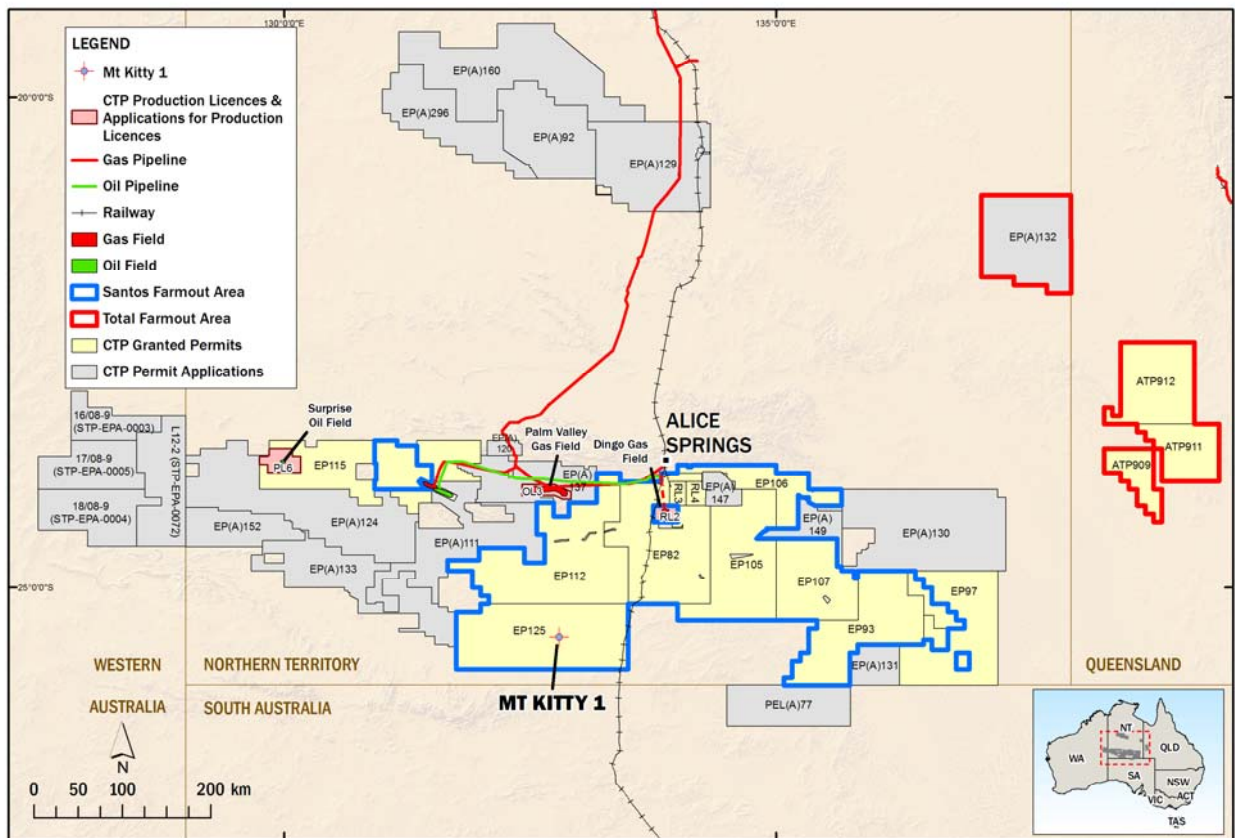 130°0'0"E
135°0'0"E
20°0'0"S
25°0'0"S
LEGEND
Mt Kitty 1
CTP Production Licences &
Applications for Production
Licences
Gas Pipeline
Oil Pipeline
Railway
Gas Field
Oil Field
Santos Farmout Area
Total Farmout Area
CTP Granted Permits
CTP Permit Applications
EP(A)160
EP(A)296
EP(A)92
EP(A)129
EP(A)132
ATP912
ATP911
ATP909
16/08-9
(STP-EPA-0003)
17/08-9
(STP-EPA-0005)
18/08-9
(STP-EPA-0004)
L12-2 (STP-EPA-0072)
Surprise
Oil Field
PL6
EP115
EP(A)
120
Palm Valley
Gas Field
OL3
EP(A)
137
Dingo Gas
Field
ALICE
SPRINGS
RL3
RL4
RL2
EP(A)
147
EP106
EP(A)
149
EP(A)130
EP(A)152
EP(A)124
EP(A)111
EP(A)133
EP112
EP82
EP105
EP107
EP97
EP93
EP125
EP(A)131
PEL(A)77
MT KITTY 1
WESTERN
AUSTRALIA
NORTHERN TERRITORY
SOUTH AUSTRALIA
QUEENSLAND
N
0 50 100 200 km
NT
WA
QLD
SA
NSW
ACT
VIC
TAS